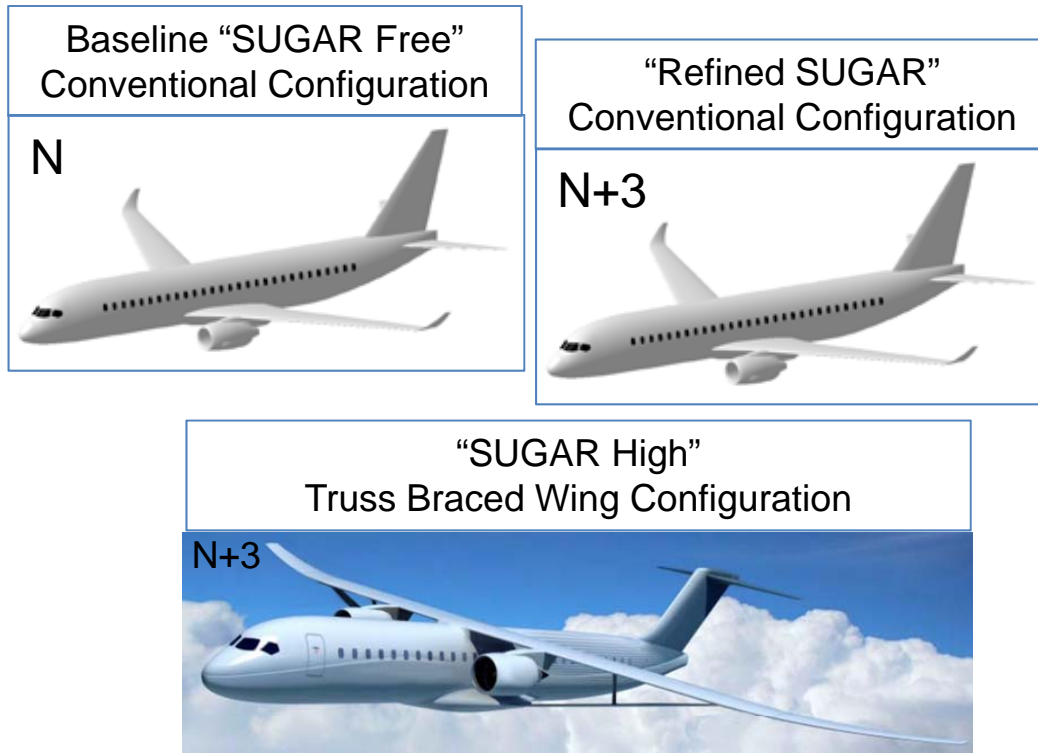 Baseline “SUGAR Free”
Conventional Configuration
N
“Refined SUGAR”
Conventional Configuration
N+3
“SUGAR High”
Truss Braced Wing Configuration
N+3